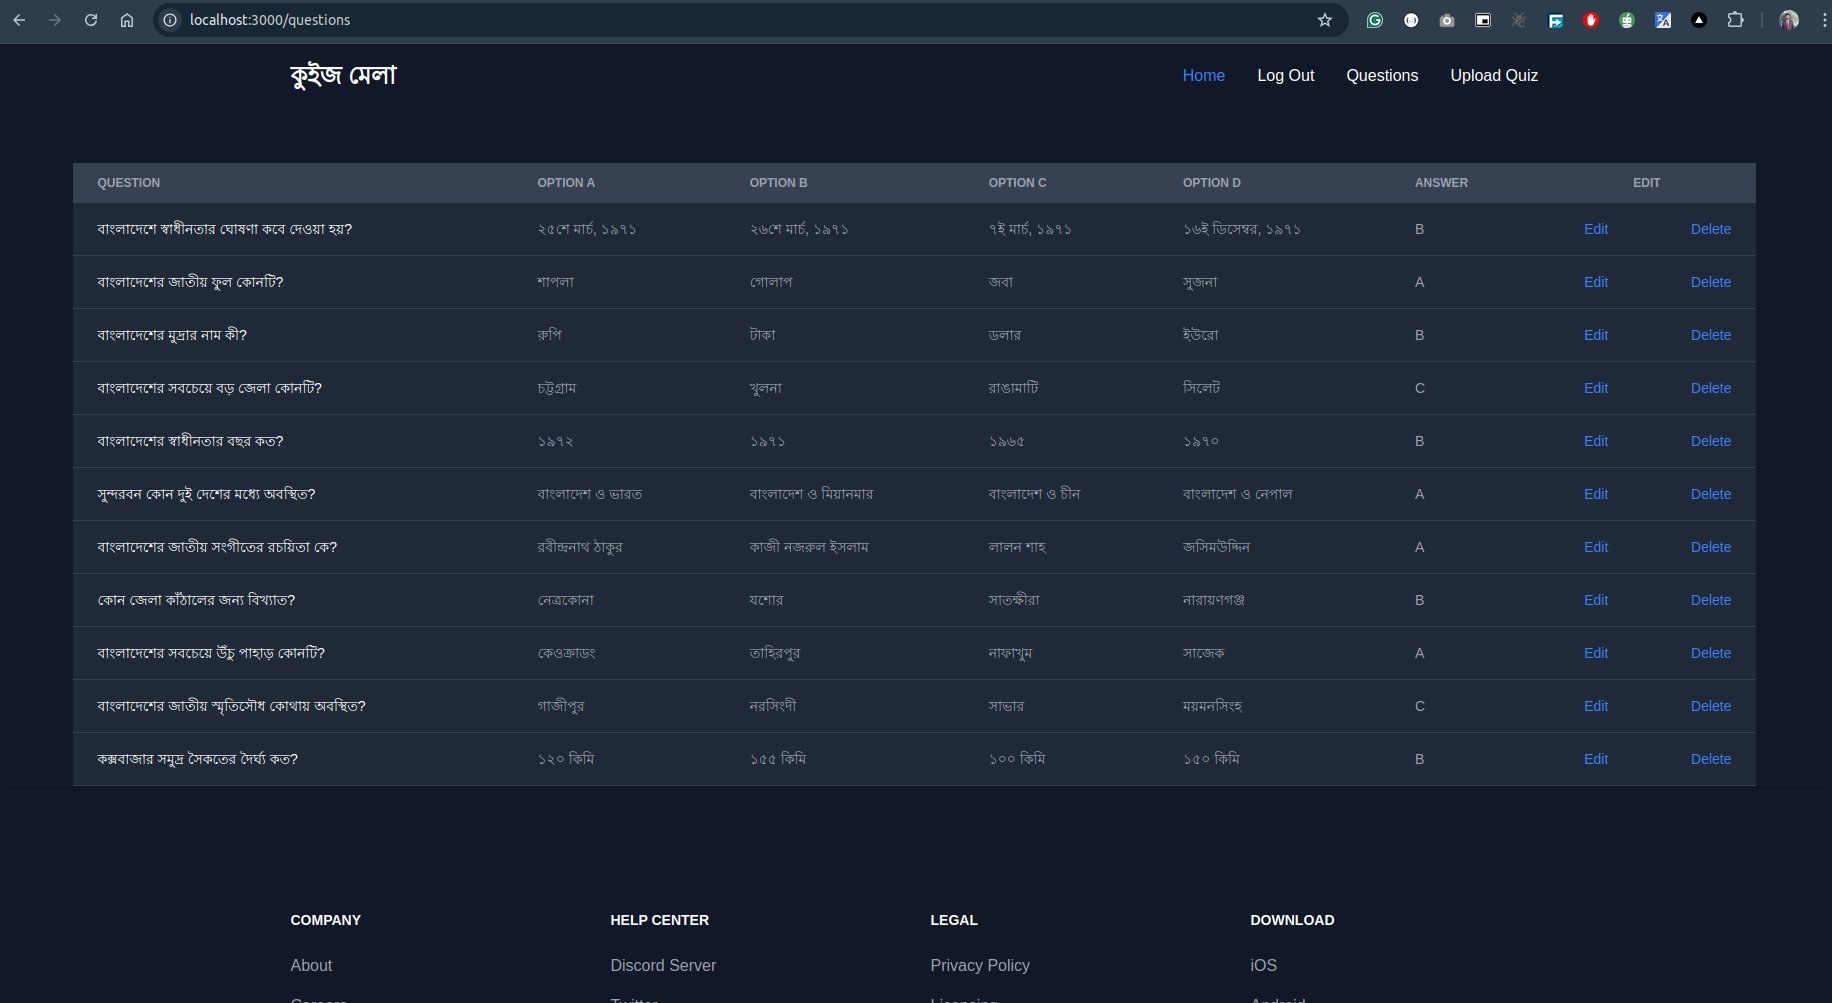 localhost:3000/questions
কুইজ মেলা Home Log Out Questions Upload Quiz
QUESTION OPTION A OPTION B OPTION C OPTION D ANSWER EDIT
বাংলাদেশে স্বাধীনতার ঘোষণা কবে দেওয়া হয়? ২৫শে মার্চ, ১৯৭১ ২৬শে মার্চ, ১৯৭১ ৭ই মার্চ, ১৯৭১ ১৬ই ডিসেম্বর, ১৯৭১ B Edit Delete
বাংলাদেশের জাতীয় ফুল কোনটি? শাপলা গোলাপ জবা সুজনা A Edit Delete
বাংলাদেশের মুদ্রার নাম কী? রুপি টাকা ডলার ইউরো B Edit Delete
বাংলাদেশের সবচেয়ে বড় জেলা কোনটি? চট্টগ্রাম খুলনা রাঙামাটি সিলেট C Edit Delete
বাংলাদেশের স্বাধীনতার বছর কত? ১৯৭২ ১৯৭১ ১৯৬৫ ১৯৭০ B Edit Delete
সুন্দরবন কোন দুই দেশের মধ্যে অবস্থিত? বাংলাদেশ ও ভারত বাংলাদেশ ও মিয়ানমার বাংলাদেশ ও চীন বাংলাদেশ ও নেপাল A Edit Delete
বাংলাদেশের জাতীয় সংগীতের রচয়িতা কে? রবীন্দ্রনাথ ঠাকুর কাজী নজরুল ইসলাম লালন শাহ জসিমউদ্দিন A Edit Delete
কোন জেলা কাঁঠালের জন্য বিখ্যাত? নেত্রকোনা যশোর সাতক্ষীরা নারায়ণগঞ্জ B Edit Delete
বাংলাদেশের সবচেয়ে উঁচু পাহাড় কোনটি? কেওক্রাডং তাহিরপুর নাফাখুম সাজেক A Edit Delete
বাংলাদেশের জাতীয় স্মৃতিসৌধ কোথায় অবস্থিত? গাজীপুর নরসিংদী সাভার ময়মনসিংহ C Edit Delete
কক্সবাজার সমুদ্র সৈকতের দৈর্ঘ্য কত? ১২০ কিমি ১৫৫ কিমি ১০০ কিমি ১৫০ কিমি B Edit Delete
COMPANY HELP CENTER LEGAL DOWNLOAD
About Discord Server Privacy Policy iOS
Careers Twitter Licensing Android